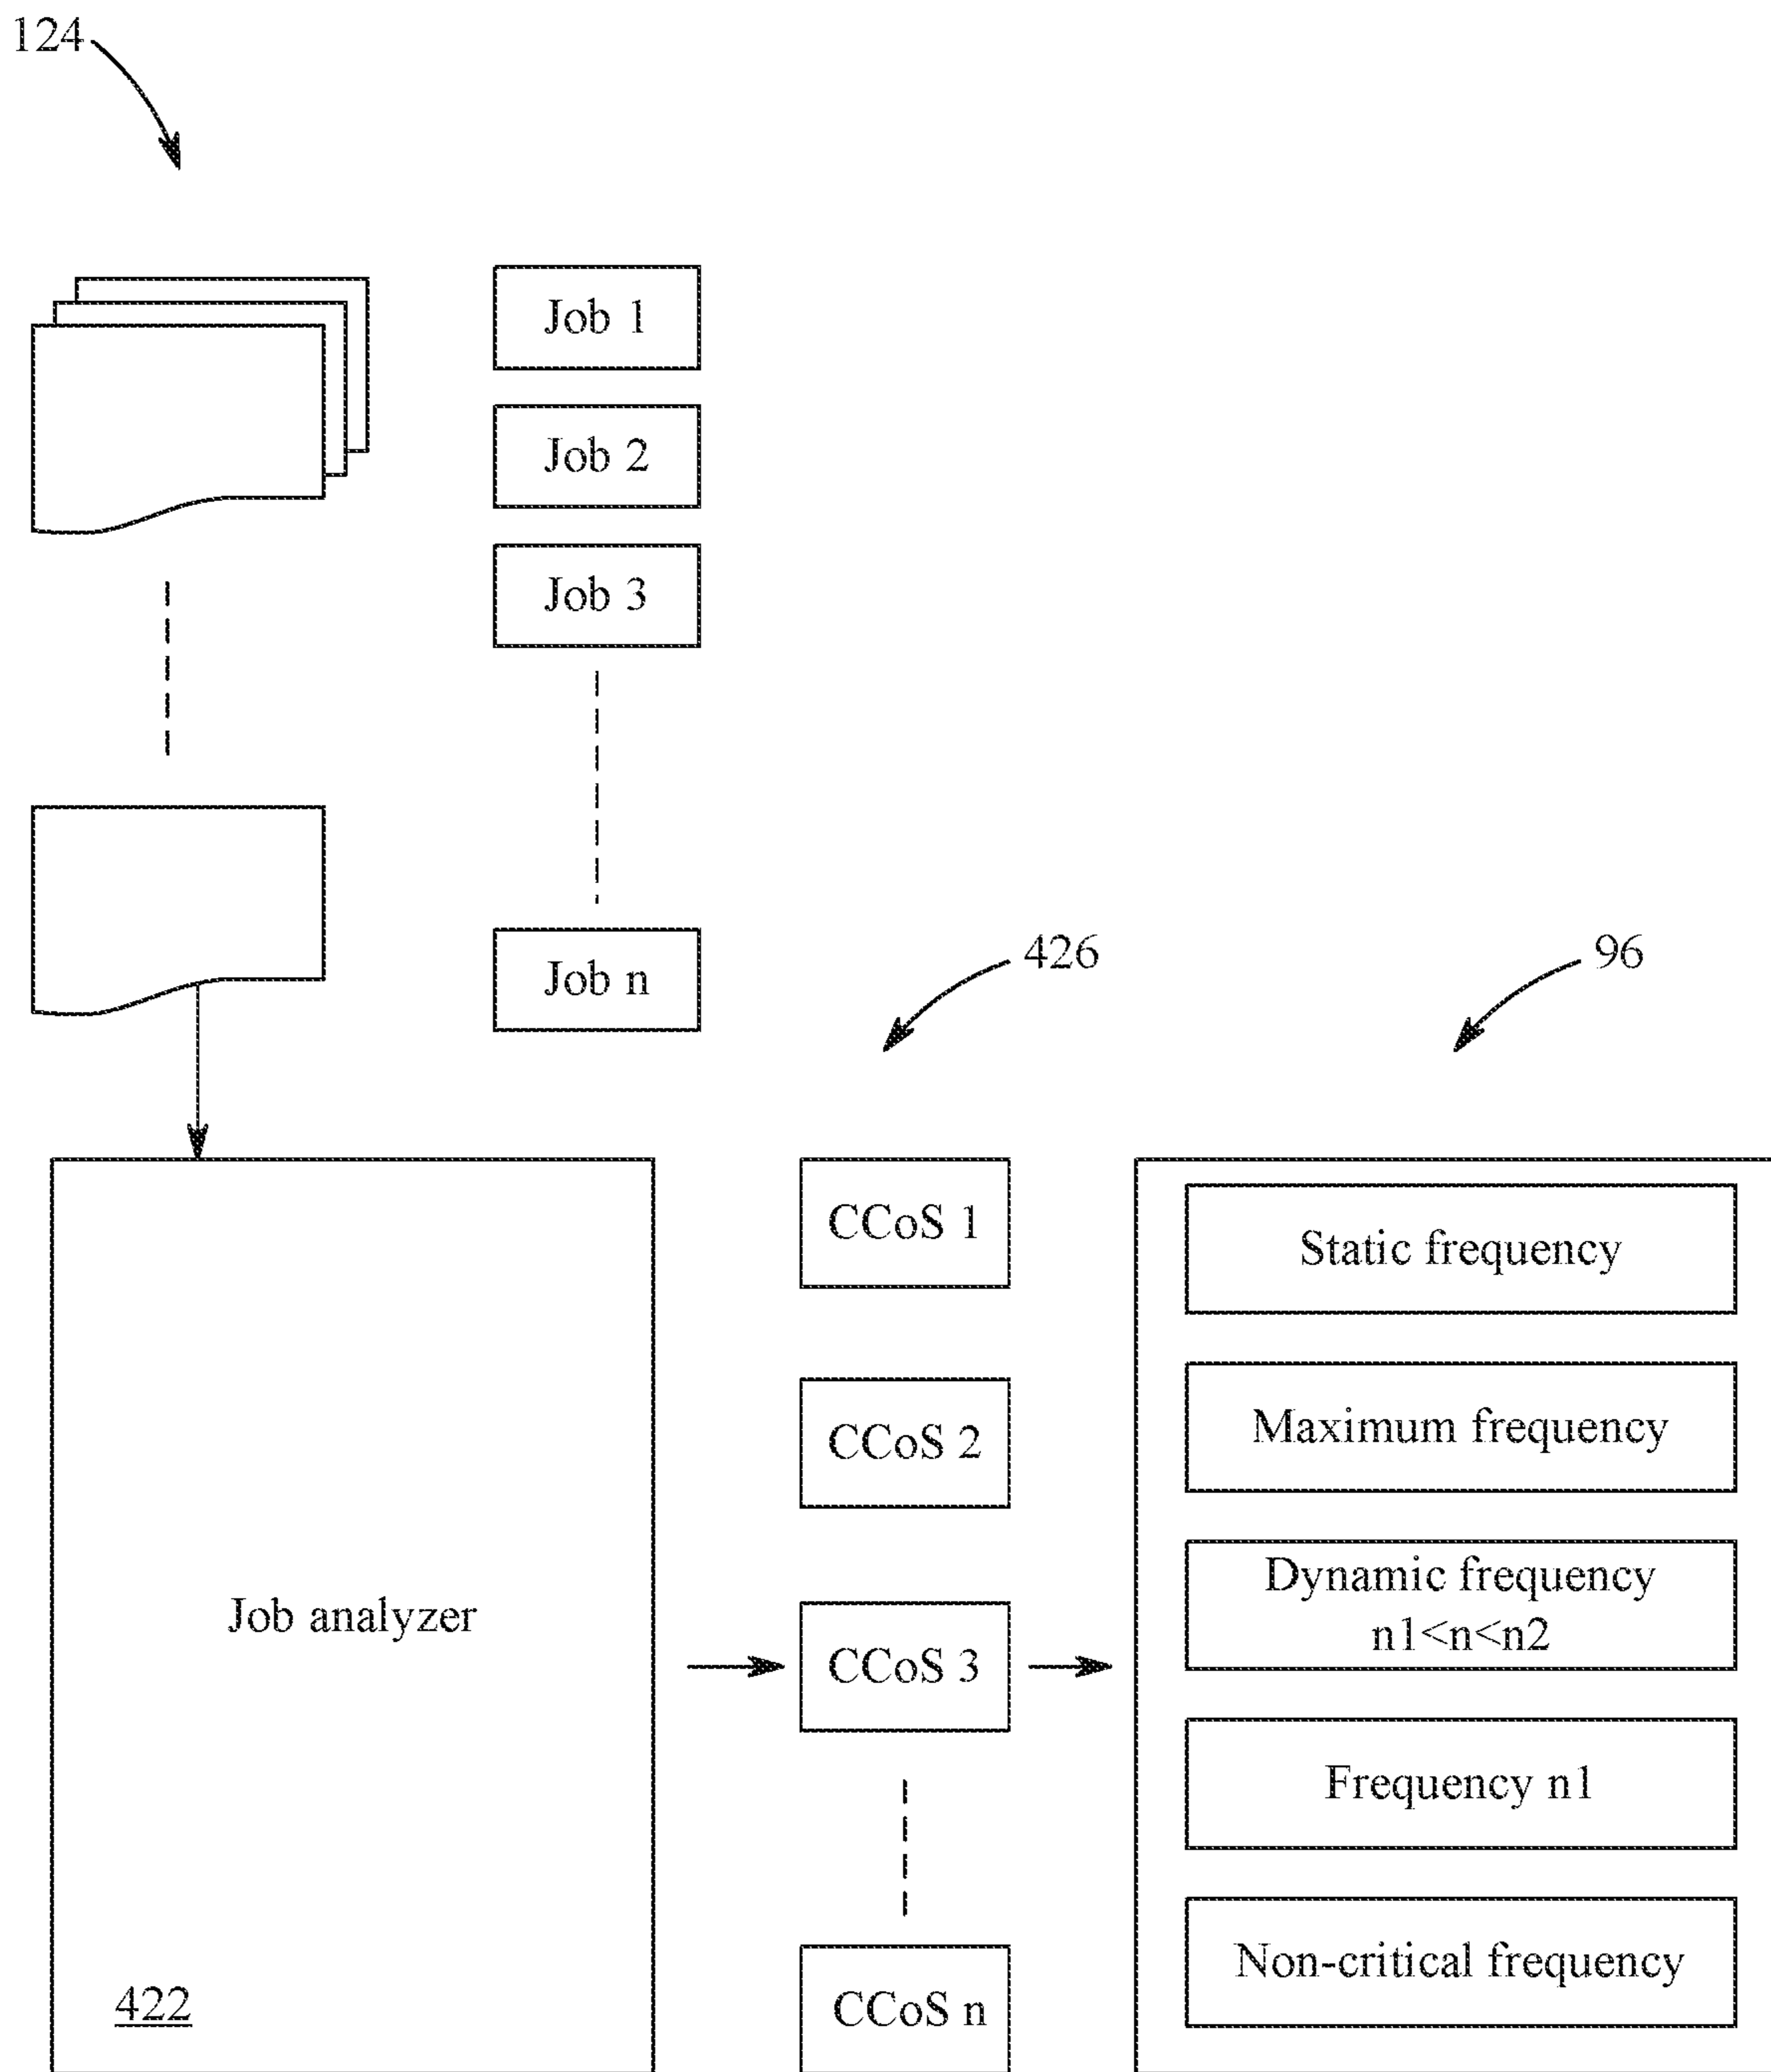 124
Job 1
Job 2
Job 3
Job n
426
96
CCoS 1
CCoS 2
CCoS 3
CCoS n
Job analyzer
422
Static frequency
Maximum frequency
Dynamic frequency
n1<n<n2
Frequency n1
Non-critical frequency